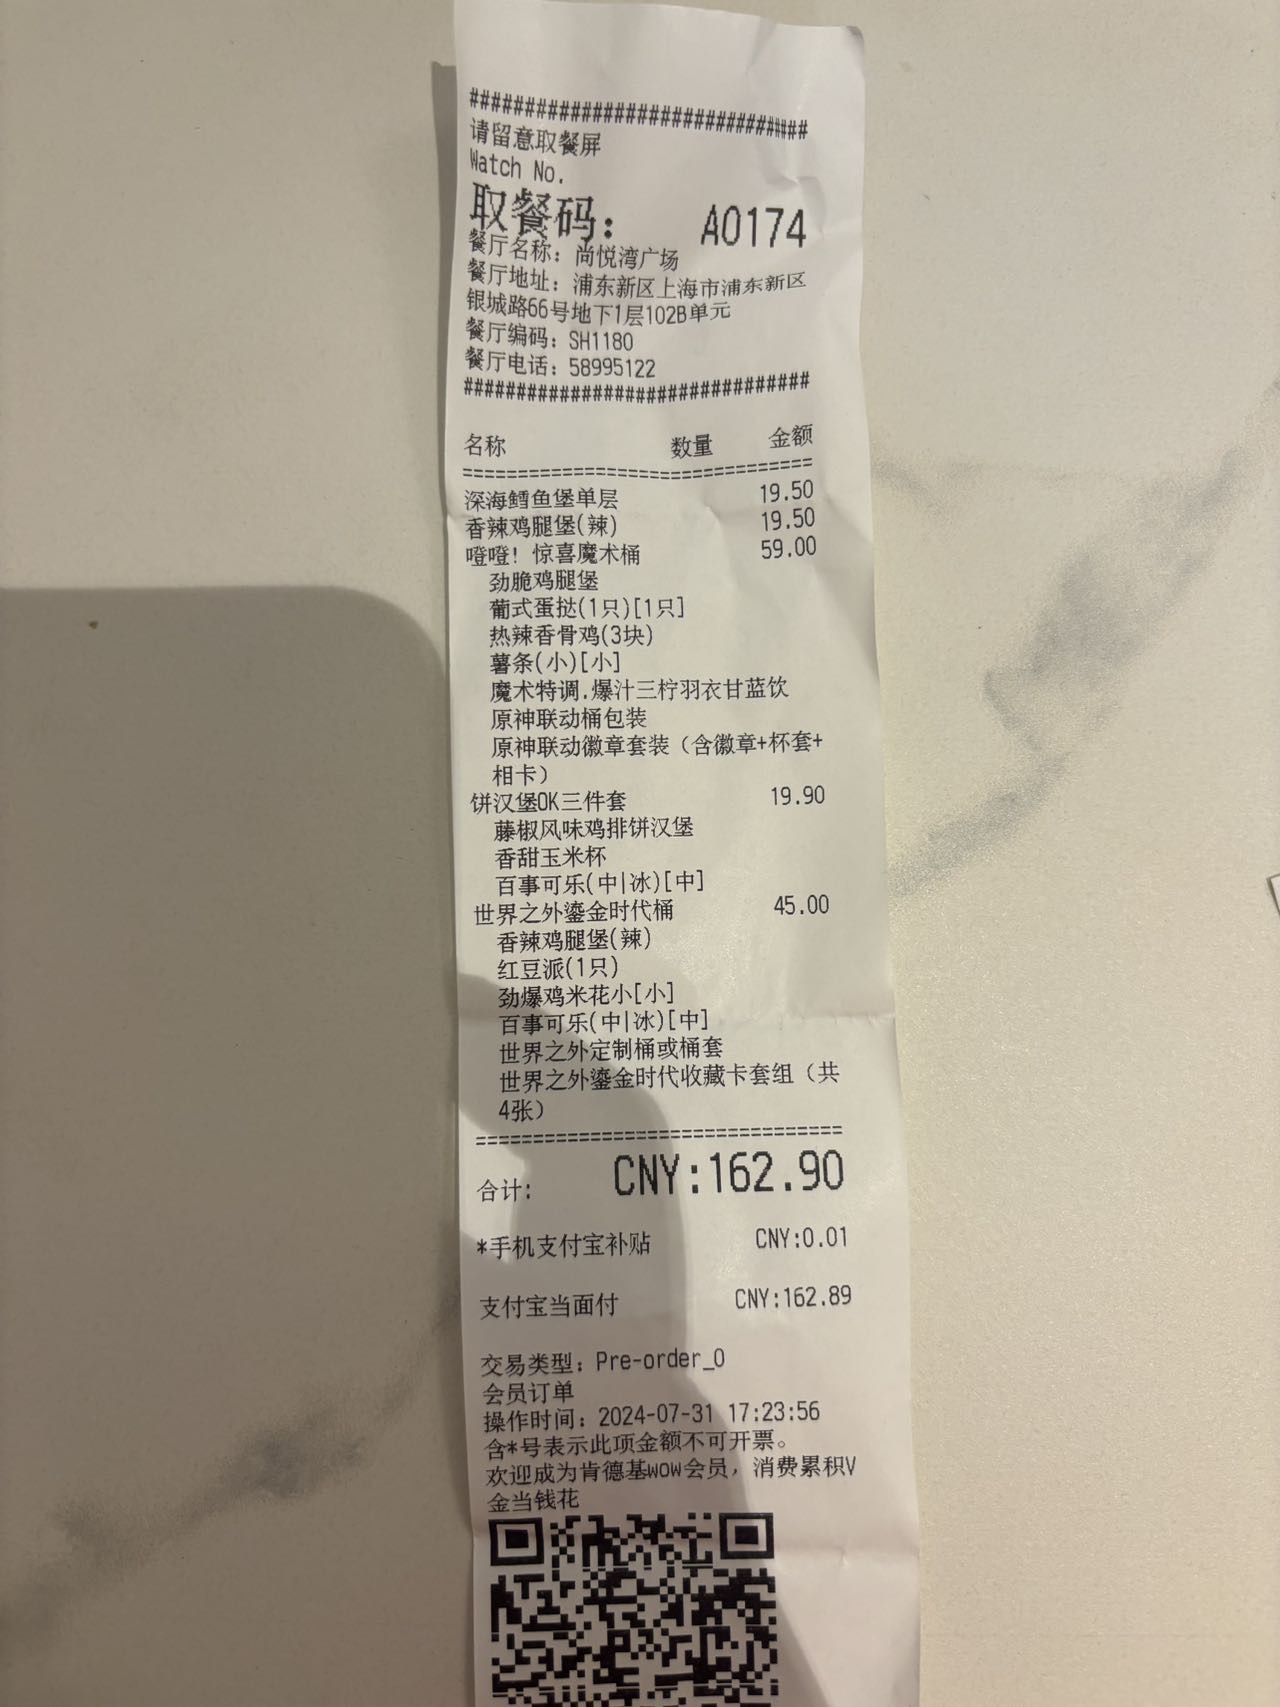 ##############################
请留意取餐屏
Watch No.
取餐码： A0174
餐厅名称：尚悦湾广场
餐厅地址：浦东新区上海市浦东新区
银城路66号地下1层102B单元
餐厅编码：SH1180
餐厅电话：58995122
##############################
名称 数量 金额
==============================
深海鳕鱼堡单层 19.50
香辣鸡腿堡(辣) 19.50
噔噔！惊喜魔术桶 59.00
劲脆鸡腿堡
葡式蛋挞(1只)[1只]
热辣香骨鸡(3块)
薯条(小)[小]
魔术特调.爆汁三柠羽衣甘蓝饮
原神联动桶包装
原神联动徽章套装（含徽章+杯套+
相卡）
饼汉堡OK三件套 19.90
藤椒风味鸡排饼汉堡
香甜玉米杯
百事可乐(中|冰)[中]
世界之外鎏金时代桶 45.00
香辣鸡腿堡(辣)
红豆派(1只)
劲爆鸡米花小[小]
百事可乐(中|冰)[中]
世界之外定制桶或桶套
世界之外鎏金时代收藏卡套组（共
4张）
==============================
合计: CNY:162.90
*手机支付宝补贴 CNY:0.01
支付宝当面付 CNY:162.89
交易类型：Pre-order_O
会员订单
操作时间：2024-07-31 17:23:56
含*号表示此项金额不可开票。
欢迎成为肯德基WOW会员，消费累积V
金当钱花